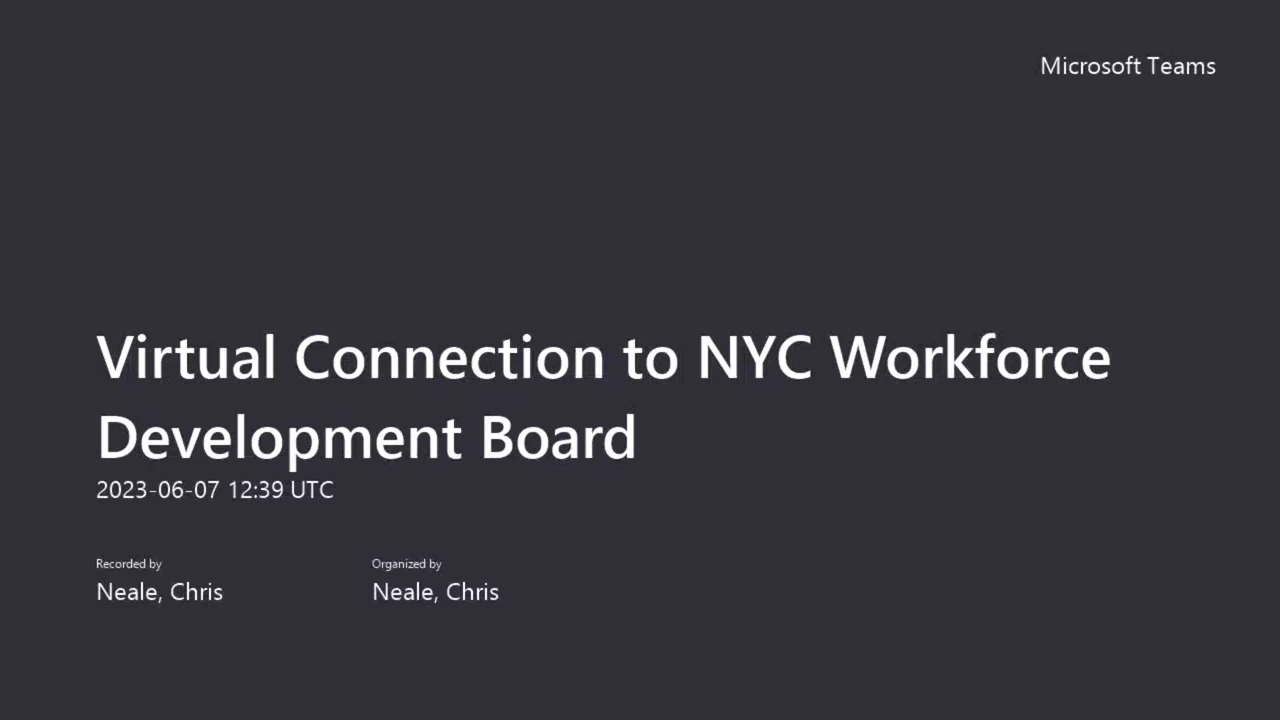 Microsoft Teams
Virtual Connection to NYC Workforce
Development Board
2023-06-07 12:39 UTC
Recorded by
Neale, Chris
Organized by
Neale, Chris